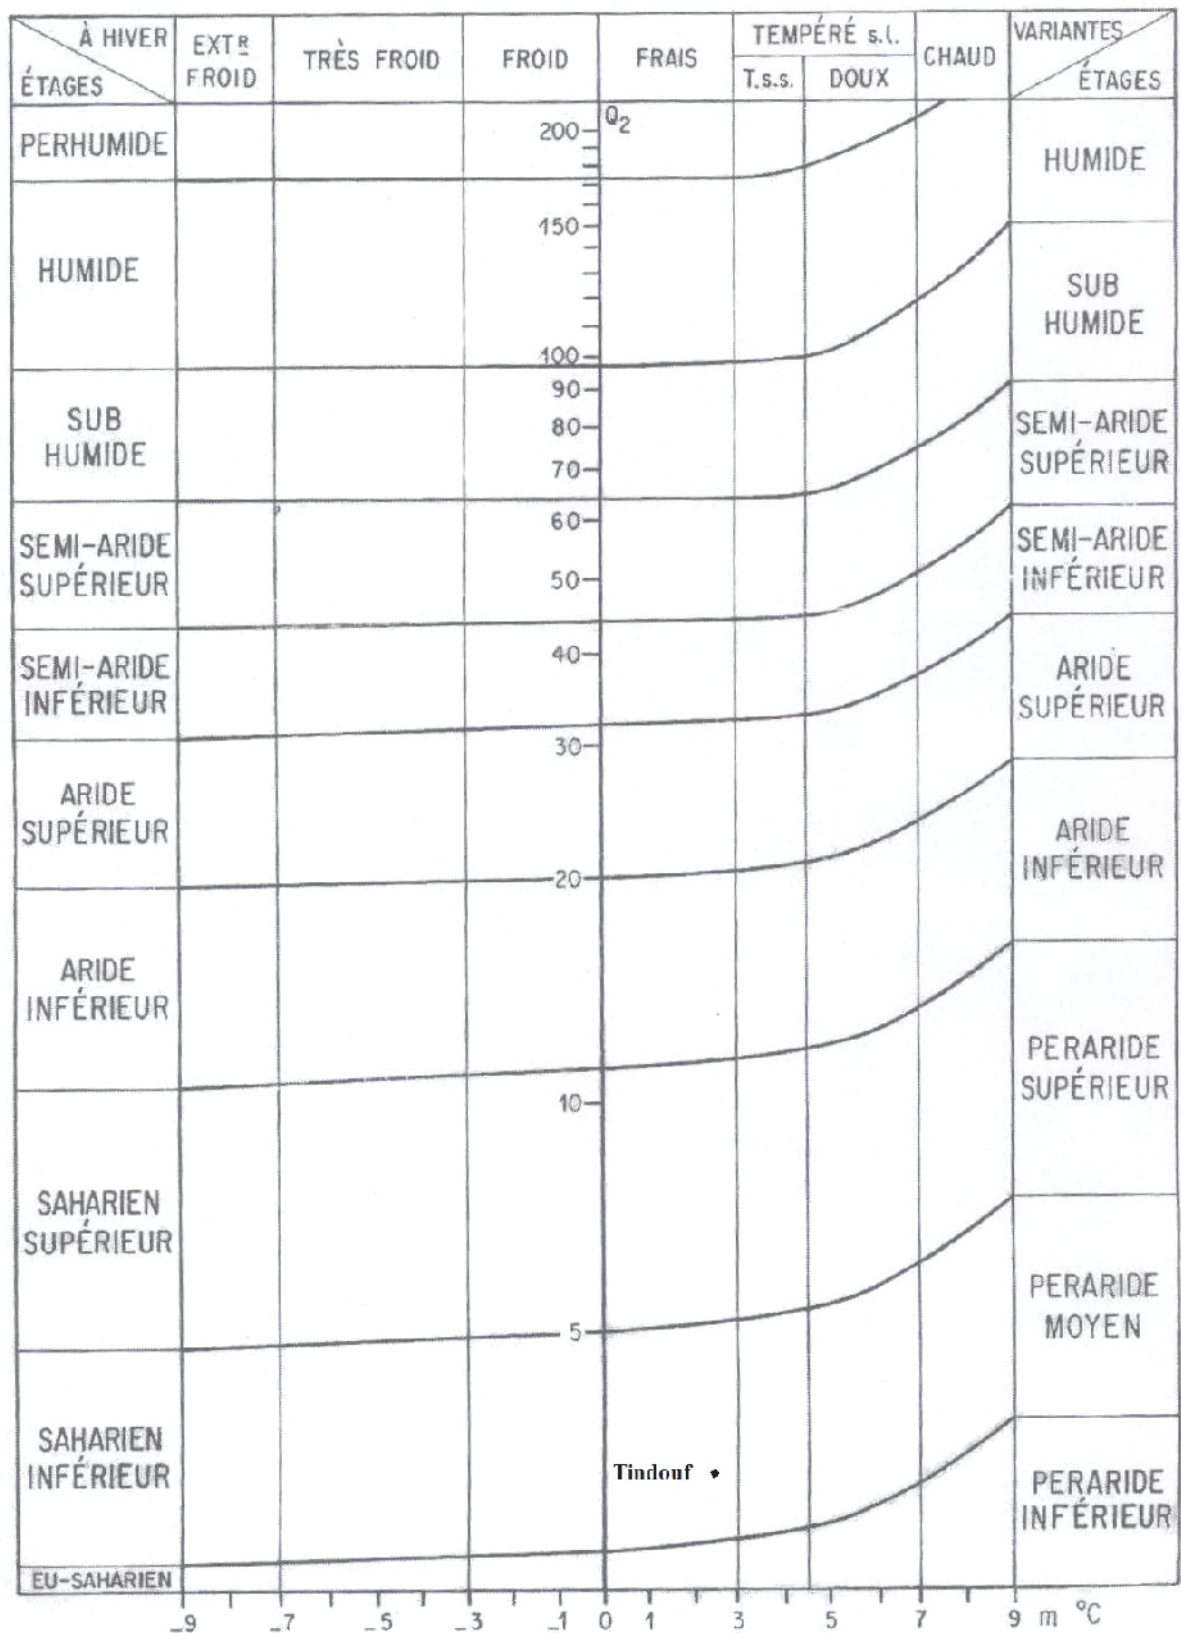 À HIVER
ÉTAGES
EXTR
FROID
TRÈS FROID
FROID
FRAIS
TEMPÉRÉ s.l.
T.s.s.
DOUX
CHAUD
VARIANTES
ÉTAGES
PERHUMIDE
HUMIDE
SUB
HUMIDE
SEMI-ARIDE
SUPÉRIEUR
SEMI-ARIDE
INFÉRIEUR
ARIDE
SUPÉRIEUR
ARIDE
INFÉRIEUR
SAHARIEN
SUPÉRIEUR
SAHARIEN
INFÉRIEUR
EU-SAHARIEN
Q2
200
150
100
90
80
70
60
50
40
30
20
10
5
Tindouf
HUMIDE
SUB
HUMIDE
SEMI-ARIDE
SUPÉRIEUR
SEMI-ARIDE
INFÉRIEUR
ARIDE
SUPÉRIEUR
ARIDE
INFÉRIEUR
PERARIDE
SUPÉRIEUR
PERARIDE
MOYEN
PERARIDE
INFÉRIEUR
-9 -7 -5 -3 -1 0 1 3 5 7 9 m °C